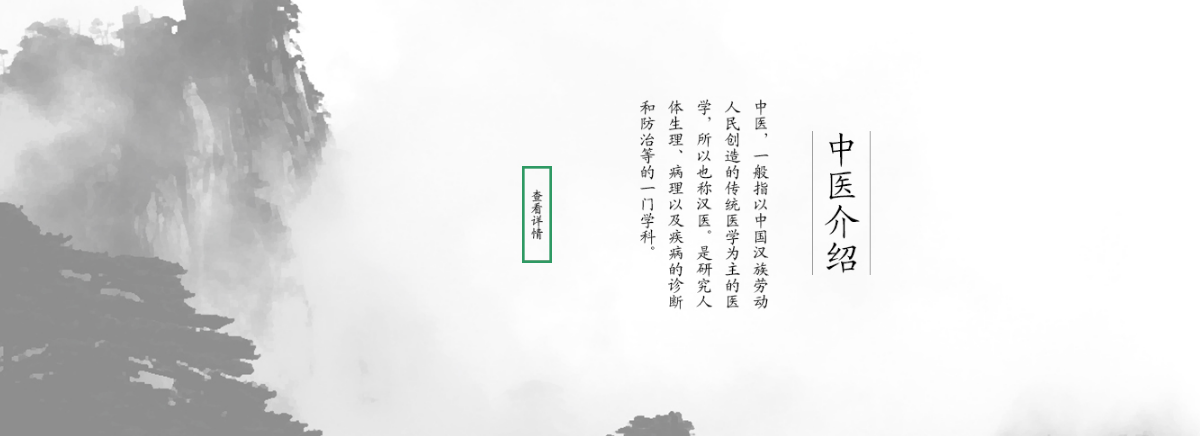 中医介绍
中医，一般指以中国汉族劳动
人民创造的传统医学为主的医
学，所以也称汉医。是研究人
体生理、病理以及疾病的诊断
和防治等的一门学科。
查看详情